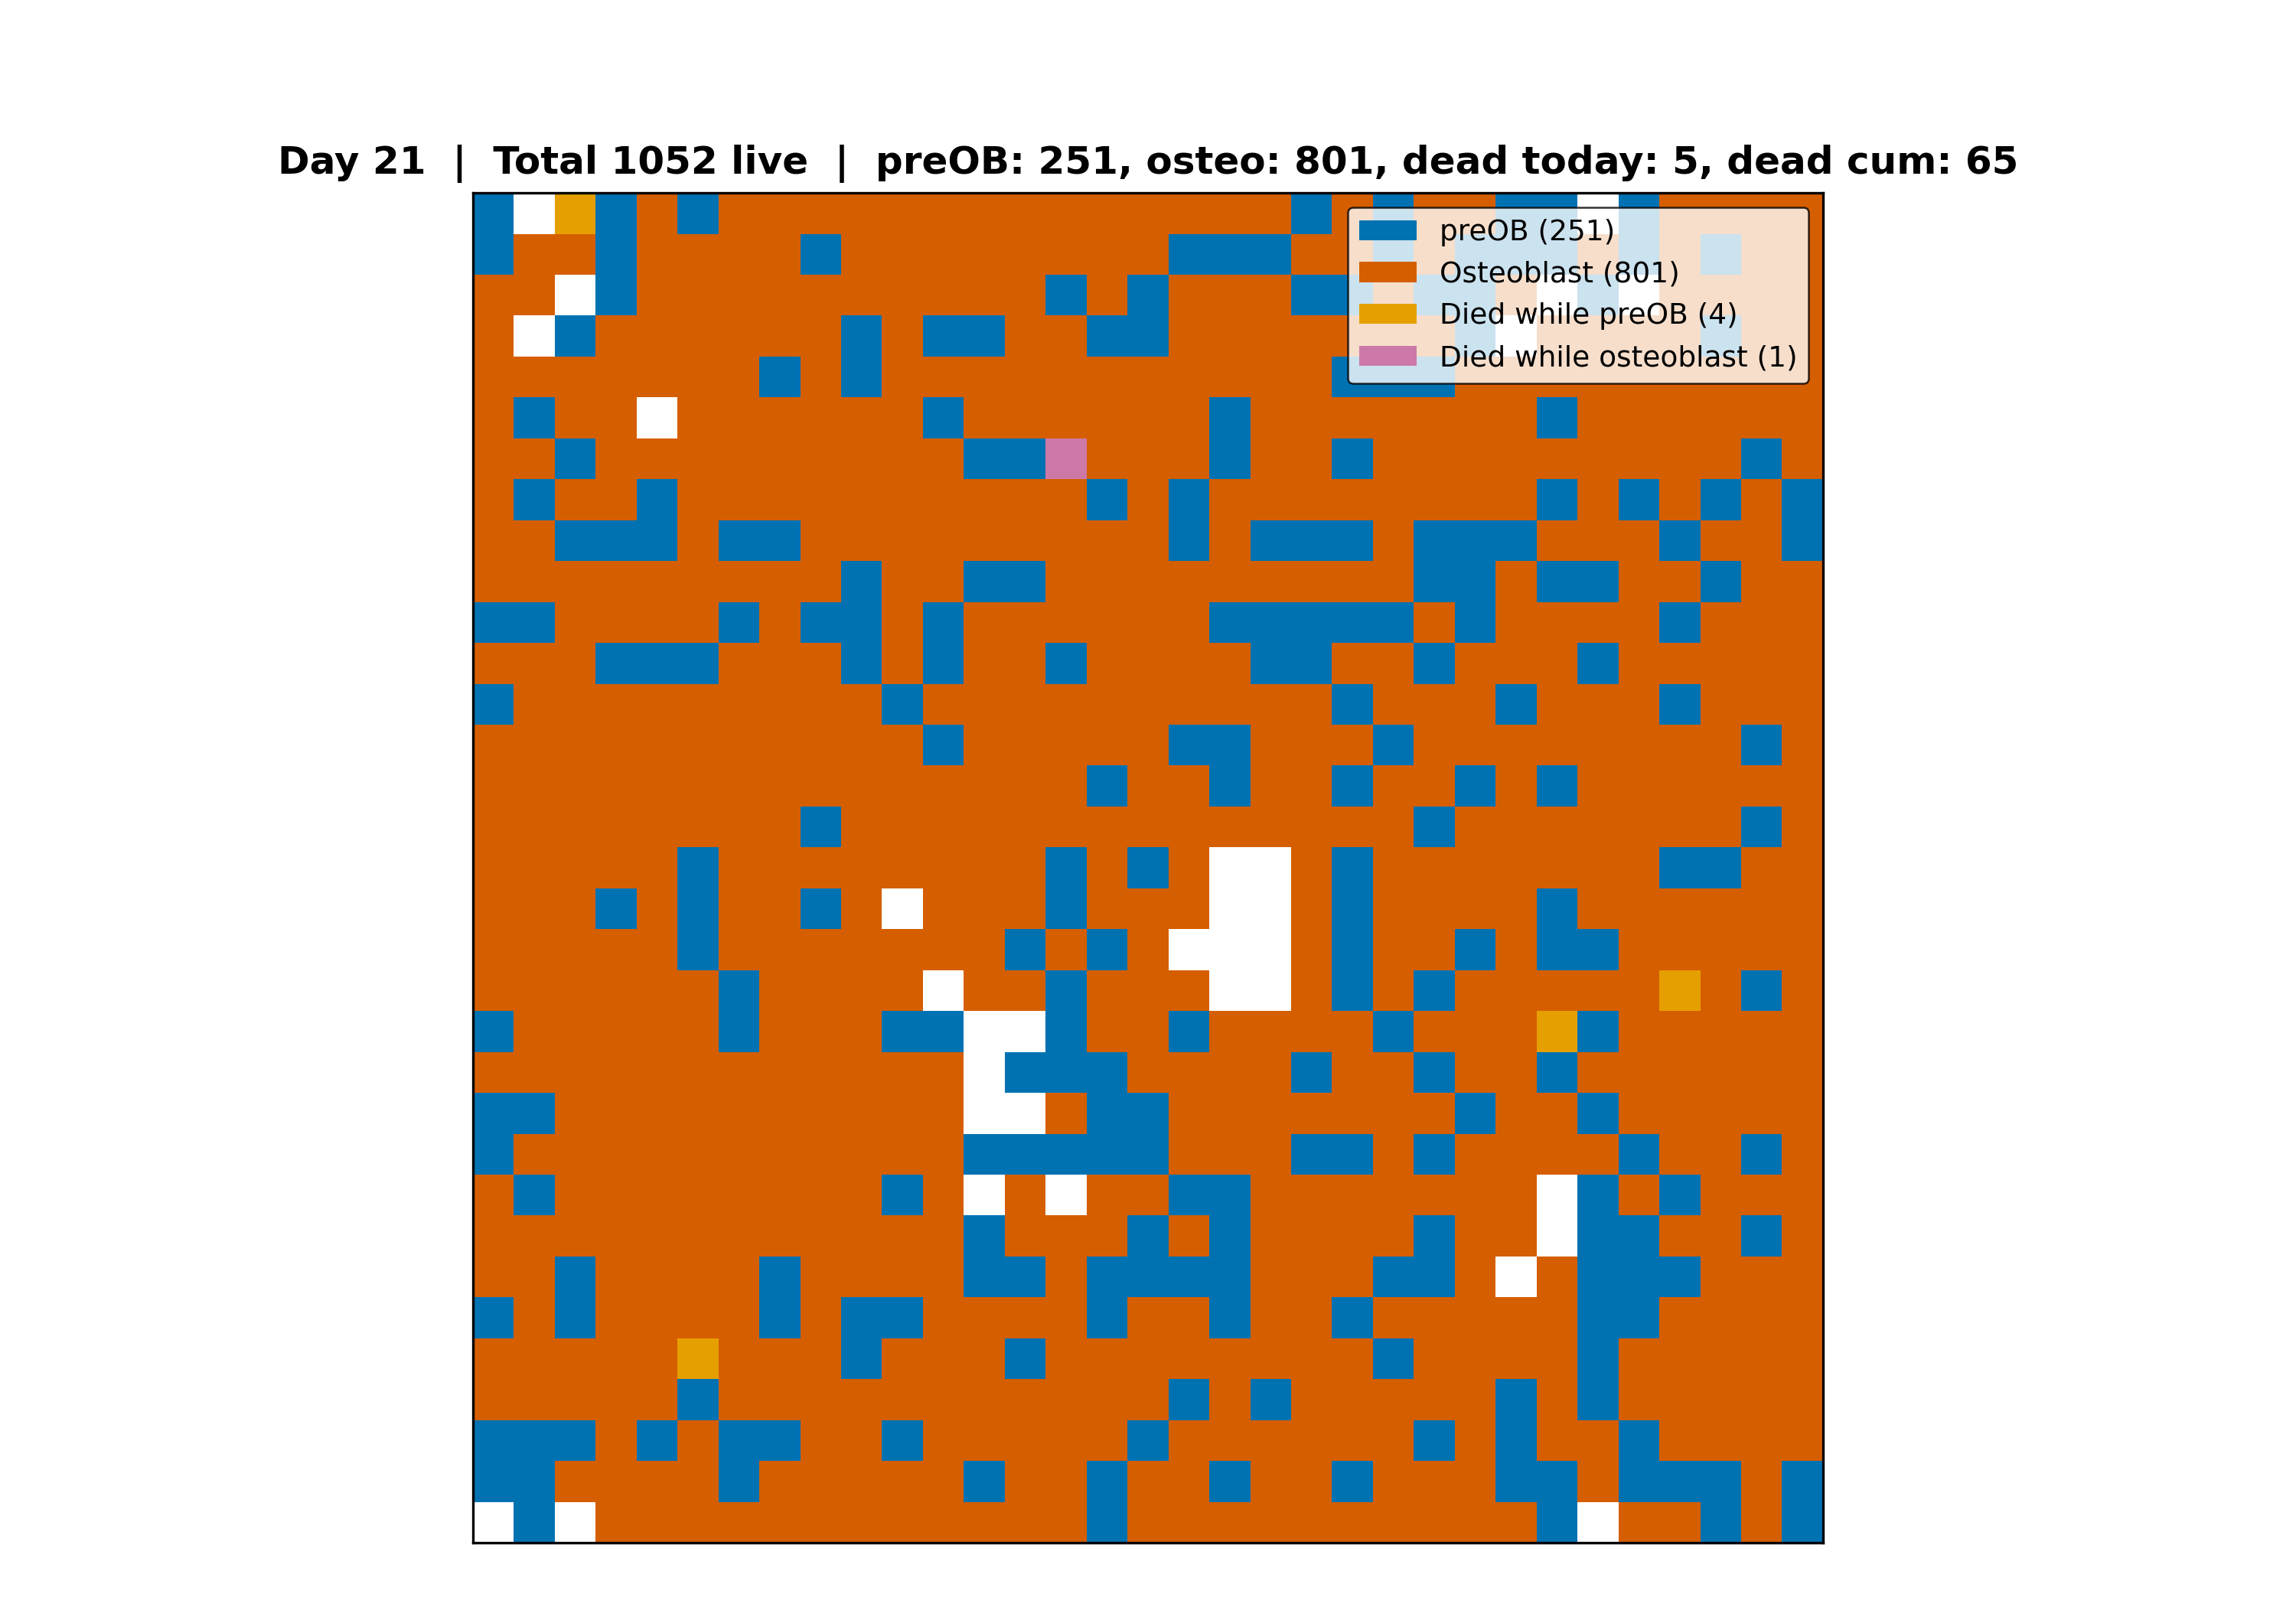 Day 21 | Total 1052 live | preOB: 251, osteo: 801, dead today: 5, dead cum: 65
preOB (251)
Osteoblast (801)
Died while preOB (4)
Died while osteoblast (1)